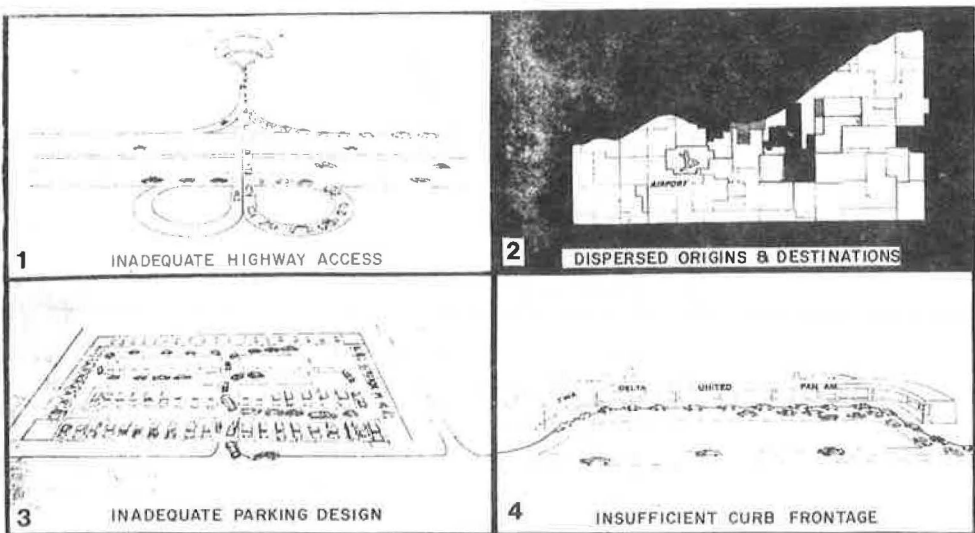 1
INADEQUATE HIGHWAY ACCESS
AIRPORT
2
DISPERSED ORIGINS & DESTINATIONS
3
INADEQUATE PARKING DESIGN
TWA
DELTA
UNITED
PAN AM
4
INSUFFICIENT CURB FRONTAGE